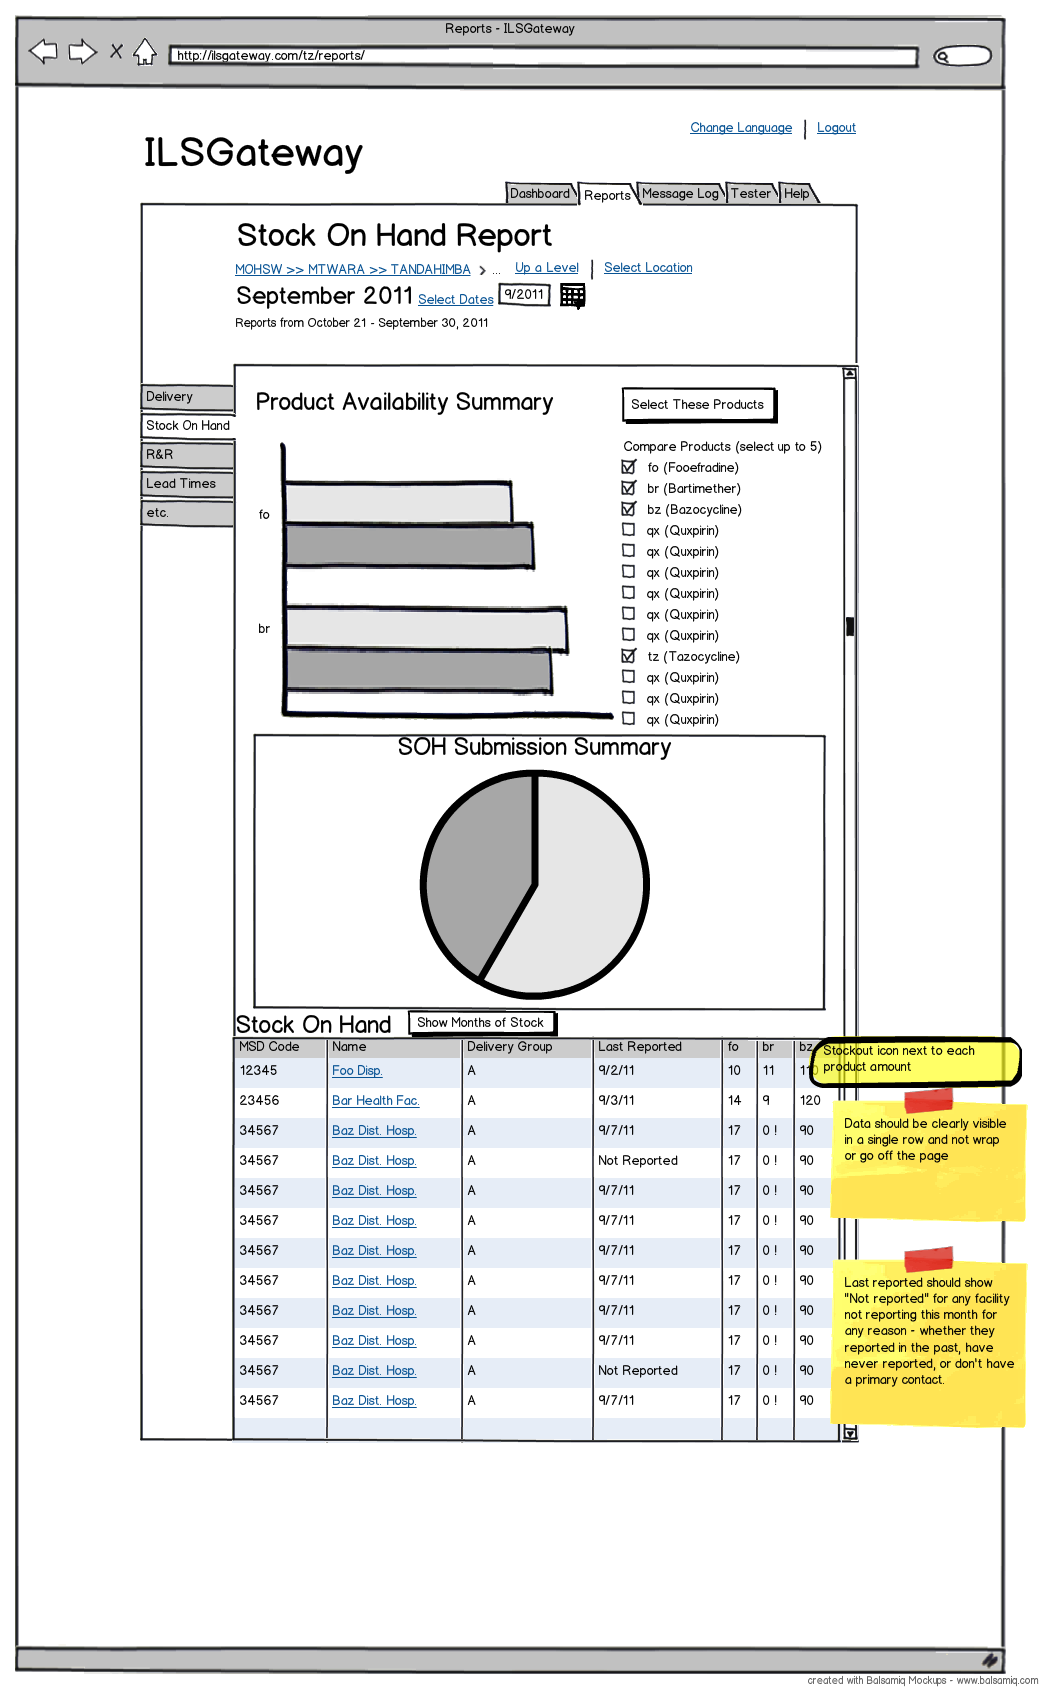 Reports - ILSGateway
http://ilsgateway.com/tz/reports/
Change Language | Logout
ILSGateway
Dashboard Reports Message Log Tester Help
Stock On Hand Report
MOHSW >> MTWARA >> TANDAHIMBA > ... Up a Level | Select Location
September 2011 Select Dates 9/2011
Reports from October 21 - September 30, 2011
Delivery
Stock On Hand
R&R
Lead Times
etc.
Product Availability Summary
fo
br
Select These Products
Compare Products (select up to 5)
fo (Fooefradine)
br (Bartimether)
bz (Bazocycline)
qx (Quxpirin)
qx (Quxpirin)
qx (Quxpirin)
qx (Quxpirin)
qx (Quxpirin)
qx (Quxpirin)
tz (Tazocycline)
qx (Quxpirin)
qx (Quxpirin)
qx (Quxpirin)
SOH Submission Summary
Stock On Hand Show Months of Stock
MSD Code Name Delivery Group Last Reported fo br bz
12345 Foo Disp. A 9/2/11 10 11 110
23456 Bar Health Fac. A 9/3/11 14 9 120
34567 Baz Dist. Hosp. A 9/7/11 17 0 ! 90
34567 Baz Dist. Hosp. A Not Reported 17 0 ! 90
34567 Baz Dist. Hosp. A 9/7/11 17 0 ! 90
34567 Baz Dist. Hosp. A 9/7/11 17 0 ! 90
34567 Baz Dist. Hosp. A 9/7/11 17 0 ! 90
34567 Baz Dist. Hosp. A 9/7/11 17 0 ! 90
34567 Baz Dist. Hosp. A 9/7/11 17 0 ! 90
34567 Baz Dist. Hosp. A 9/7/11 17 0 ! 90
34567 Baz Dist. Hosp. A Not Reported 17 0 ! 90
34567 Baz Dist. Hosp. A 9/7/11 17 0 ! 90
Stockout icon next to each
product amount
Data should be clearly visible
in a single row and not wrap
or go off the page
Last reported should show
"Not reported" for any facility
not reporting this month for
any reason - whether they
reported in the past, have
never reported, or don't have
a primary contact.
created with Balsamiq Mockups - www.balsamiq.com